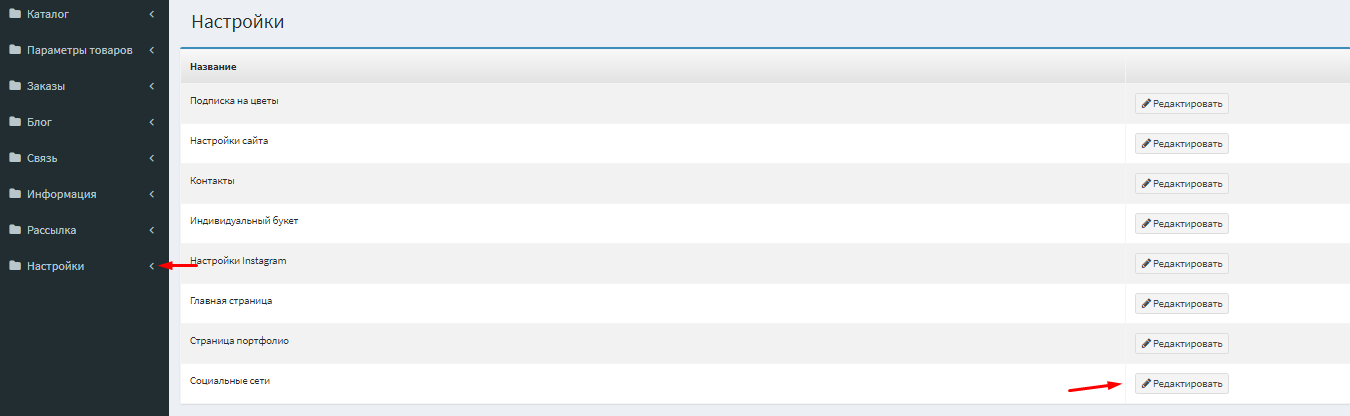 Каталог
Параметры товаров
Заказы
Блог
Связь
Информация
Рассылка
Настройки
Настройки
Название
Подписка на цветы Редактировать
Настройки сайта Редактировать
Контакты Редактировать
Индивидуальный букет Редактировать
Настройки Instagram Редактировать
Главная страница Редактировать
Страница портфолио Редактировать
Социальные сети Редактировать